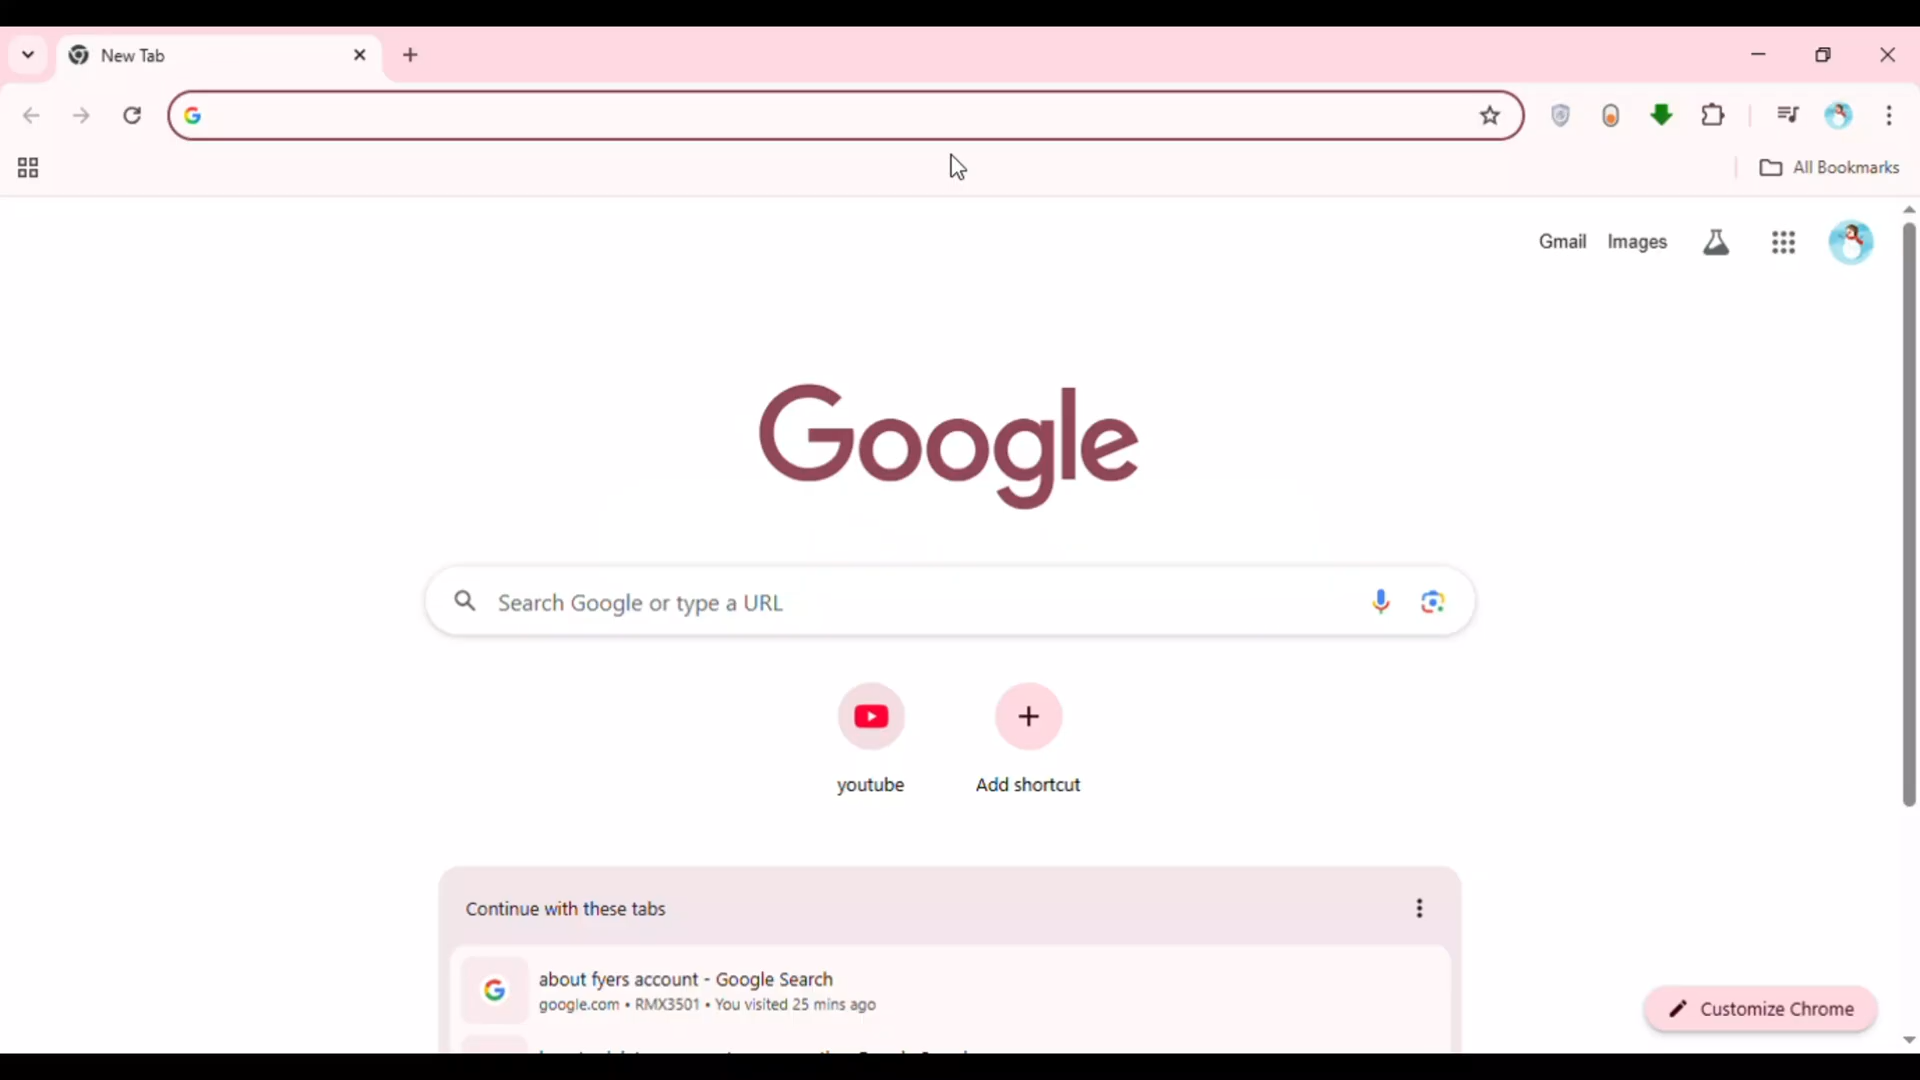 New Tab
All Bookmarks
Gmail Images
Google
Search Google or type a URL
youtube
Add shortcut
Continue with these tabs
about fyers account - Google Search
google.com • RMX3501 • You visited 25 mins ago
Customize Chrome